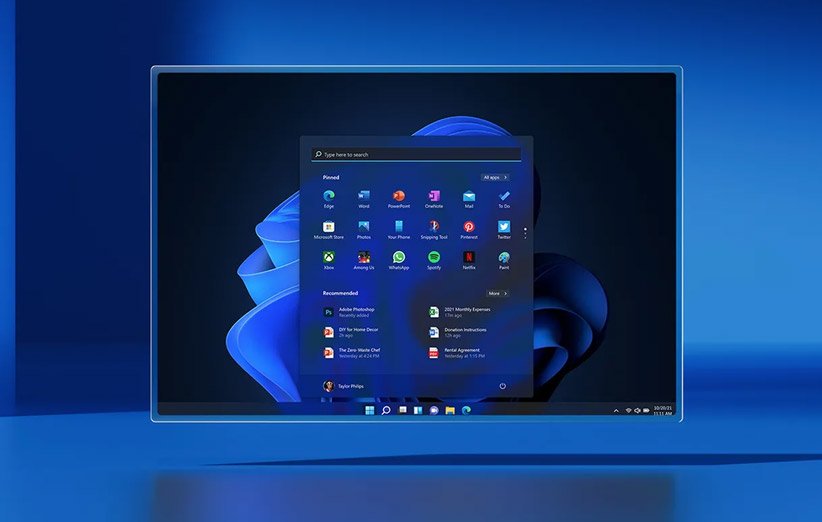 Type here to search
Pinned
All apps >
Edge
Word
PowerPoint
OneNote
Mail
To Do
Microsoft Store
Photos
Your Phone
Snipping Tool
Pinterest
Twitter
Xbox
Among Us
WhatsApp
Spotify
Netflix
Paint
Recommended
More >
Ps
Adobe Photoshop
Recently added
2021 Monthly Expenses
17m ago
DIY for Home Decor
2h ago
Donation Instructions
12h ago
The Zero-Waste Chef
Yesterday at 4:24 PM
Rental Agreement
Yesterday at 1:15 PM
Taylor Philips
10/20/21
11:11 AM